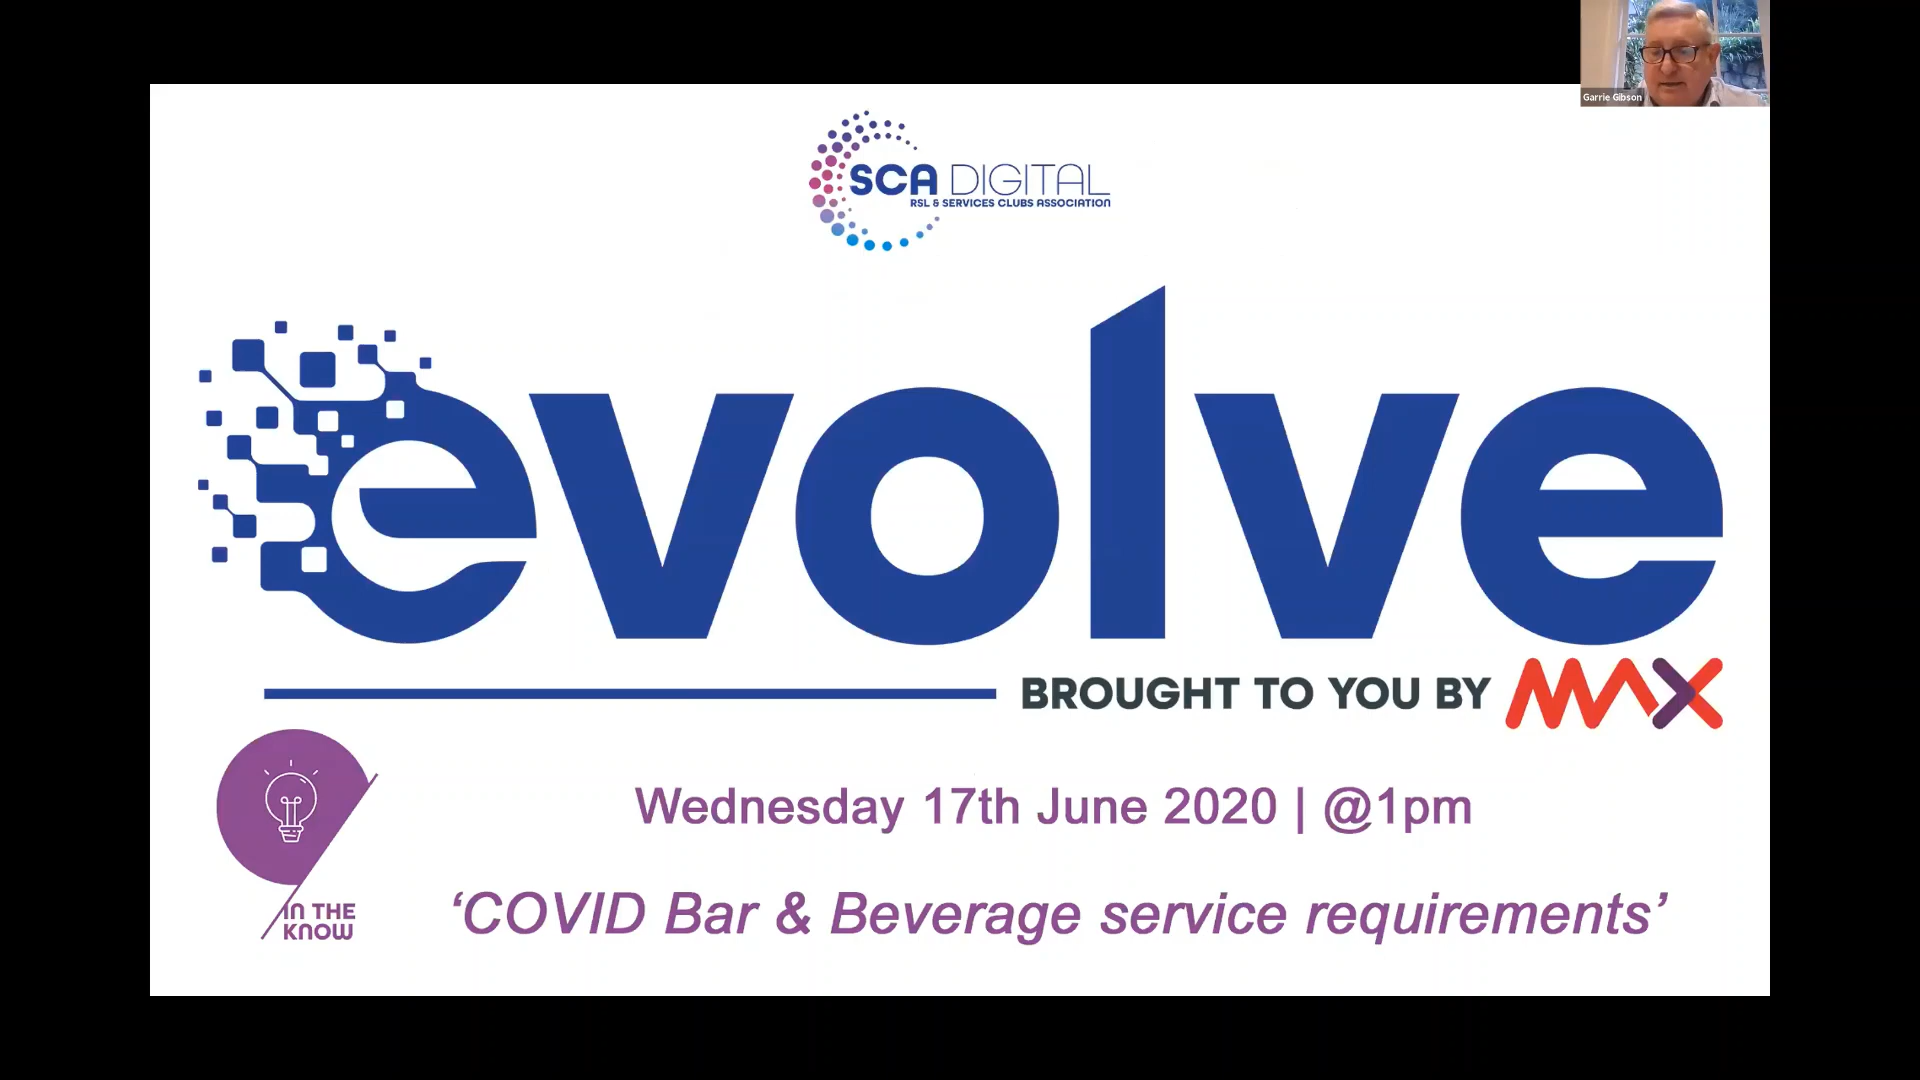 Garrie Gibson
SCA DIGITAL
RSL & SERVICES CLUBS ASSOCIATION
evolve
BROUGHT TO YOU BY MAX
Wednesday 17th June 2020 | @1pm
‘COVID Bar & Beverage service requirements’
IN THE
KNOW